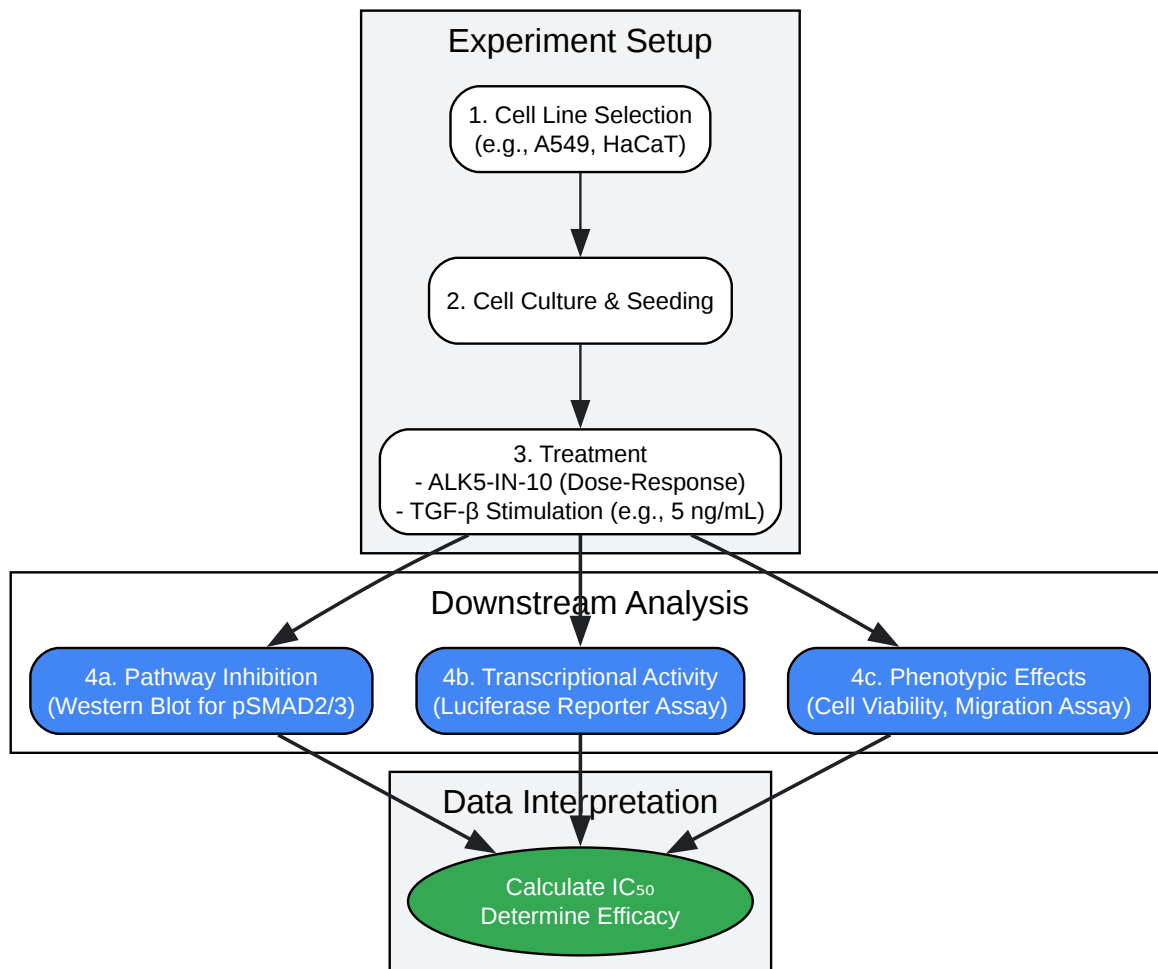 Experiment Setup
1. Cell Line Selection
(e.g., A549, HaCaT)
2. Cell Culture & Seeding
3. Treatment
- ALK5-IN-10 (Dose-Response)
- TGF-β Stimulation (e.g., 5 ng/mL)
Downstream Analysis
4a. Pathway Inhibition
(Western Blot for pSMAD2/3)
4b. Transcriptional Activity
(Luciferase Reporter Assay)
4c. Phenotypic Effects
(Cell Viability, Migration Assay)
Data Interpretation
Calculate IC₅₀
Determine Efficacy